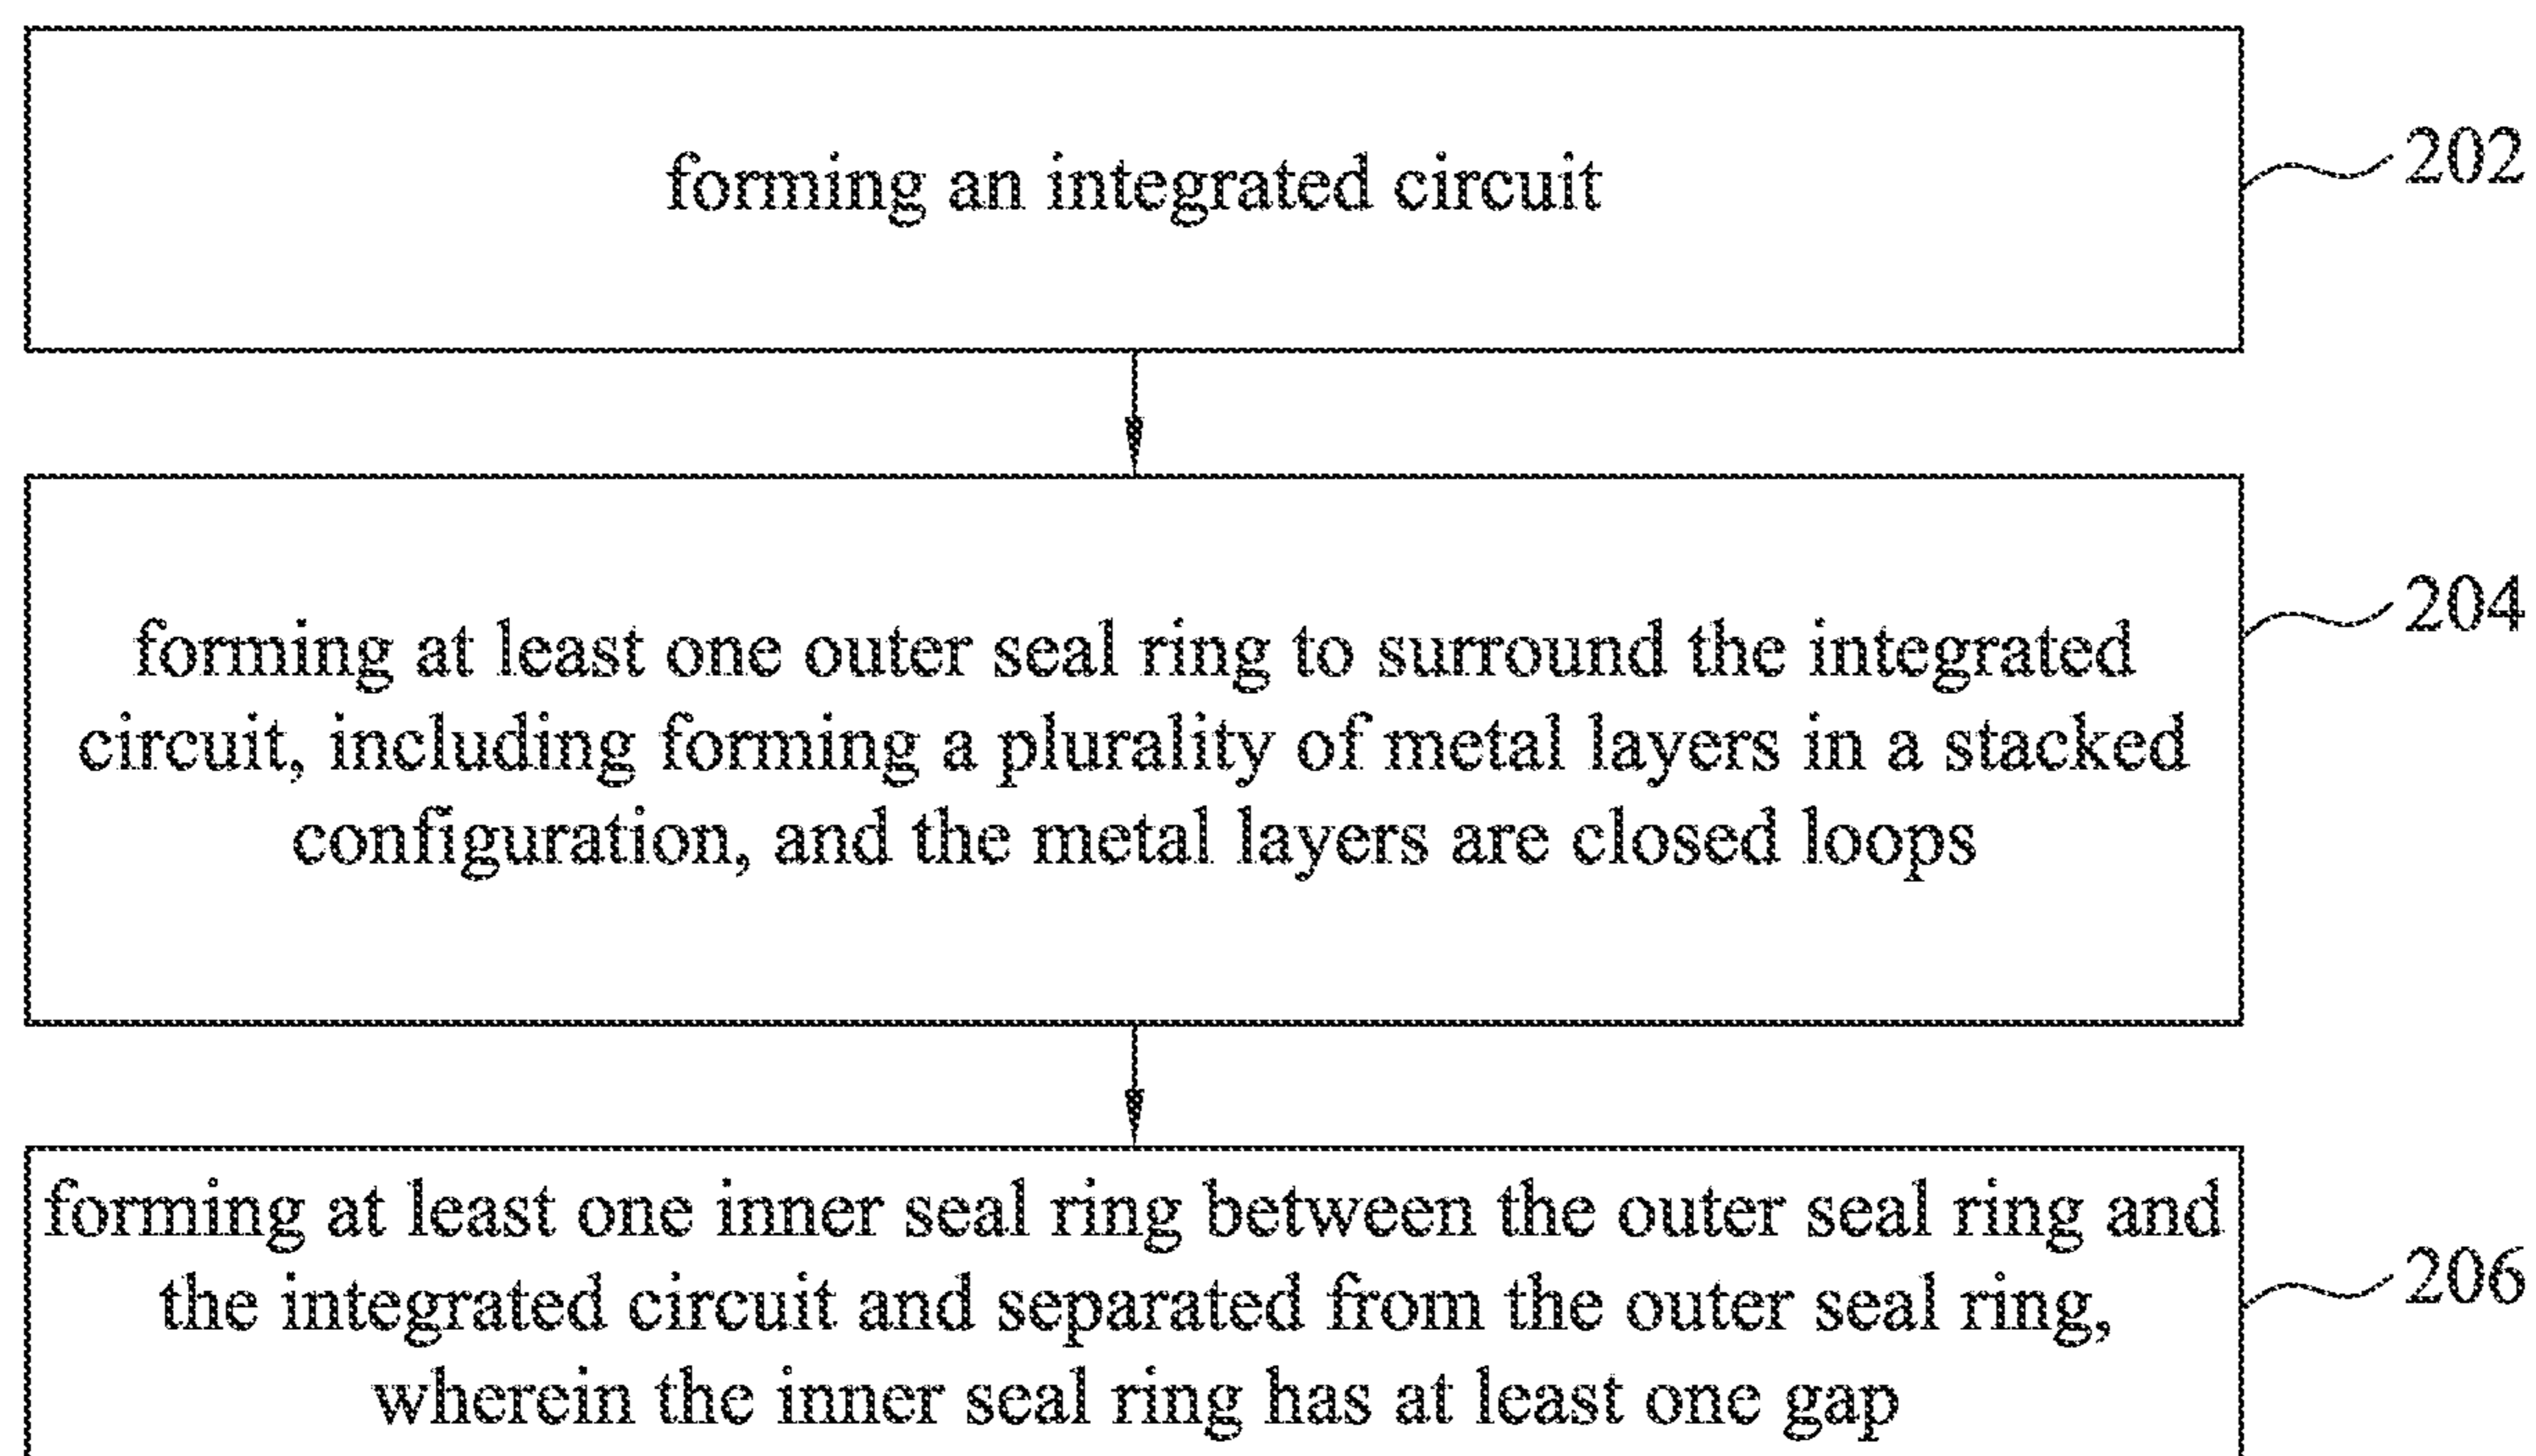 forming an integrated circuit
202
forming at least one outer seal ring to surround the integrated
circuit, including forming a plurality of metal layers in a stacked
configuration, and the metal layers are closed loops
204
forming at least one inner seal ring between the outer seal ring and
the integrated circuit and separated from the outer seal ring,
wherein the inner seal ring has at least one gap
206